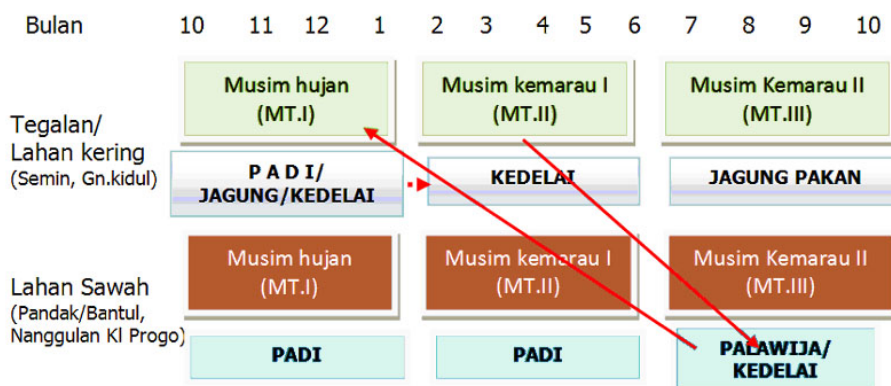 Bulan 10 11 12 1 2 3 4 5 6 7 8 9 10
Musim hujan
(MT.I)
Musim kemarau I
(MT.II)
Musim Kemarau II
(MT.III)
Tegalan/
Lahan kering
(Semin, Gn.kidul)
P A D I/
JAGUNG/KEDELAI
KEDELAI
JAGUNG PAKAN
Musim hujan
(MT.I)
Musim kemarau I
(MT.II)
Musim Kemarau II
(MT.III)
Lahan Sawah
(Pandak/Bantul,
Nanggulan Kl Progo)
PADI
PADI
PALAWIJA/
KEDELAI